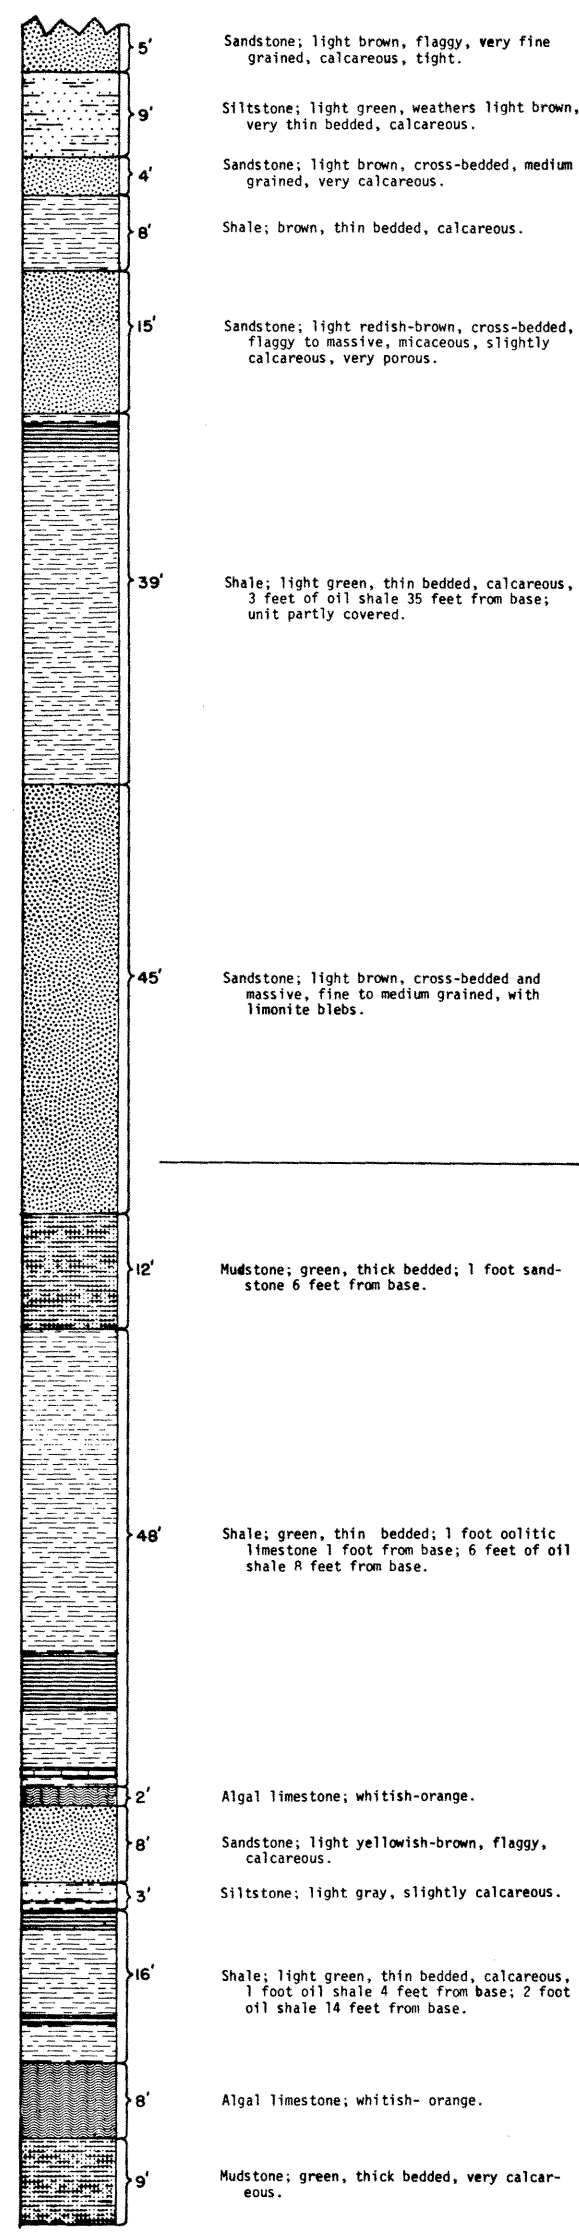 5' Sandstone; light brown, flaggy, very fine
grained, calcareous, tight.
9' Siltstone; light green, weathers light brown,
very thin bedded, calcareous.
4' Sandstone; light brown, cross-bedded, medium
grained, very calcareous.
8' Shale; brown, thin bedded, calcareous.
15' Sandstone; light redish-brown, cross-bedded,
flaggy to massive, micaceous, slightly
calcareous, very porous.
39' Shale; light green, thin bedded, calcareous,
3 feet of oil shale 35 feet from base;
unit partly covered.
45' Sandstone; light brown, cross-bedded and
massive, fine to medium grained, with
limonite blebs.
12' Mudstone; green, thick bedded; 1 foot sand-
stone 6 feet from base.
48' Shale; green, thin bedded; 1 foot oolitic
limestone 1 foot from base; 6 feet of oil
shale 8 feet from base.
2' Algal limestone; whitish-orange.
8' Sandstone; light yellowish-brown, flaggy,
calcareous.
3' Siltstone; light gray, slightly calcareous.
16' Shale; light green, thin bedded, calcareous,
1 foot oil shale 4 feet from base; 2 foot
oil shale 14 feet from base.
8' Algal limestone; whitish- orange.
9' Mudstone; green, thick bedded, very calcar-
eous.